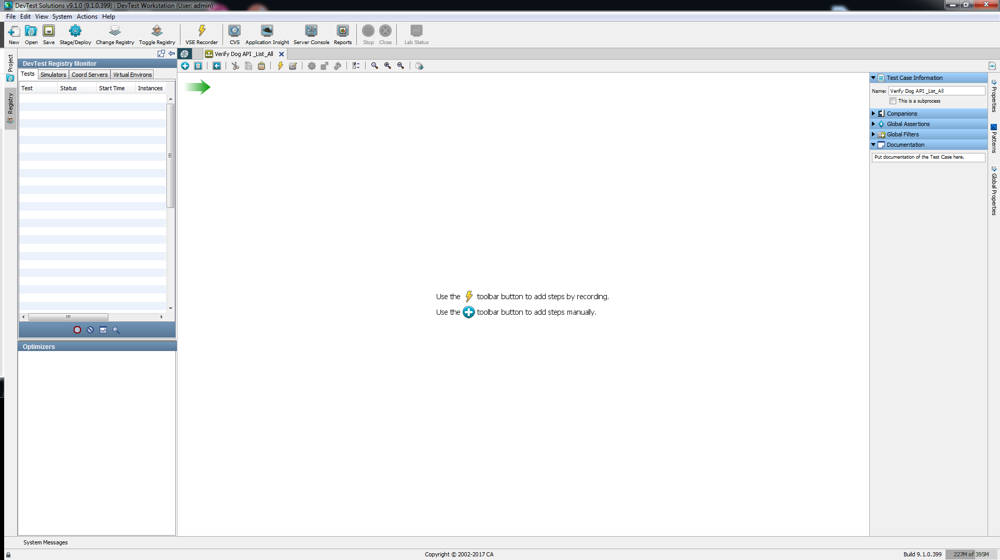 DevTest Solutions v9.1.0 (9.1.0.399) : DevTest Workstation (User: admin)
File Edit View System Actions Help
New Open Save Stage/Deploy Change Registry Toggle Registry VSE Recorder CVS Application Insight Server Console Reports Stop Close Lab Status
Project
Registry
DevTest Registry Monitor
Tests Simulators Coord Servers Virtual Environs
Test Status Start Time Instances
Optimizers
Verify Dog API _List_All
Use the toolbar button to add steps by recording.
Use the toolbar button to add steps manually.
Test Case Information
Name: Verify Dog API _List_All
This is a subprocess
Companions
Global Assertions
Global Filters
Documentation
Put documentation of the Test Case here.
Properties
Patterns
Global Properties
System Messages
Copyright © 2002-2017 CA
Build 9.1.0.399
227M of 395M